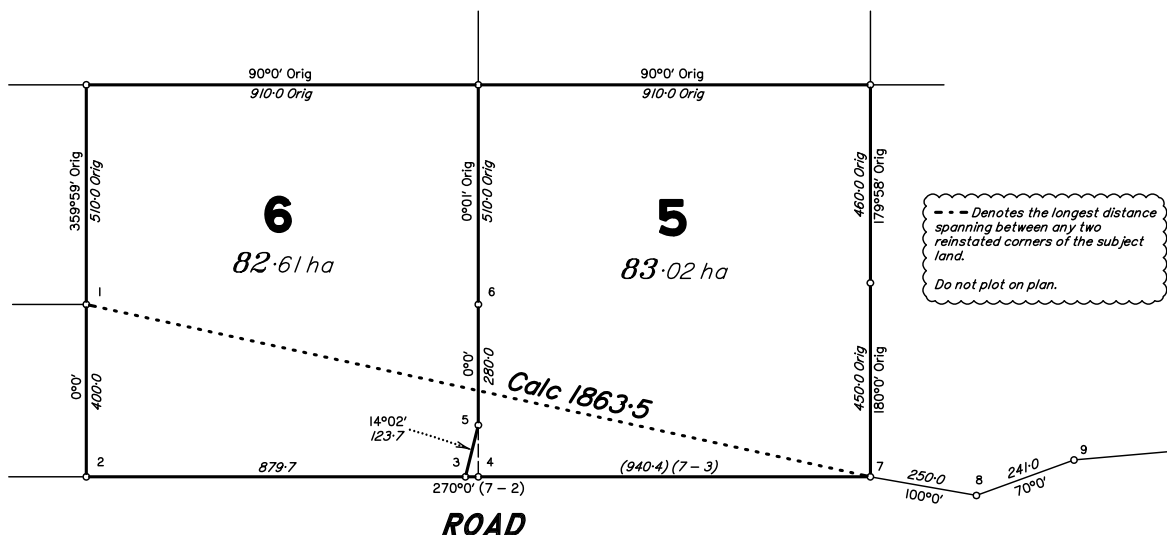 90°0' Orig
910·0 Orig
90°0' Orig
910·0 Orig
359°59' Orig
510·0 Orig
0°01' Orig
510·0 Orig
460·0 Orig
179°58' Orig
6
82·61 ha
5
83·02 ha
- - - Denotes the longest distance
spanning between any two
reinstated corners of the subject
land.
Do not plot on plan.
1
6
0°0'
400·0
0°0'
280·0
Calc 1863·5
450·0 Orig
180°0' Orig
5
14°02'
123·7
2
879·7
3
4
(940·4) (7 – 3)
7
270°0' (7 – 2)
250·0
100°0'
8
241·0
70°0'
9
ROAD